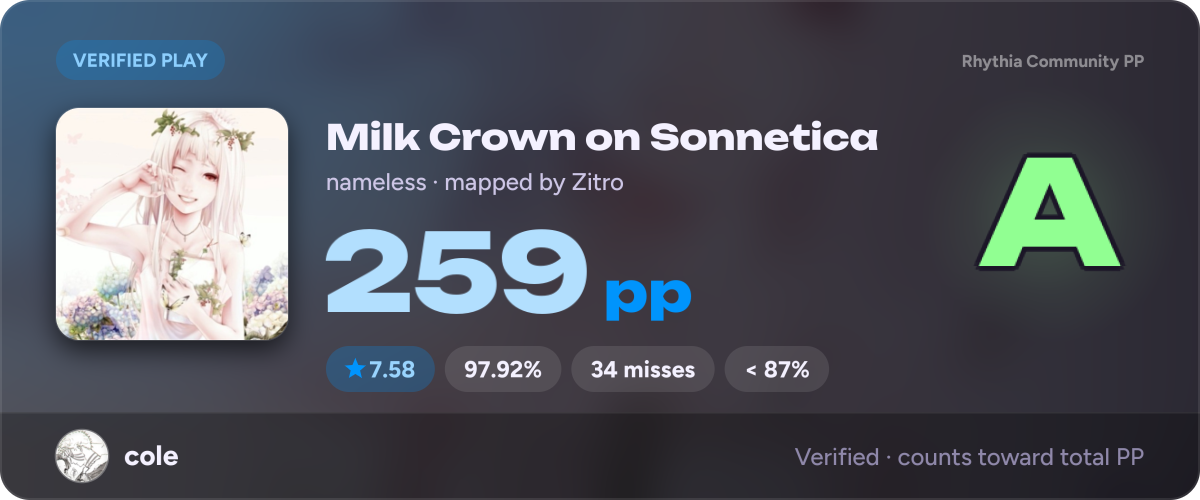 VERIFIED PLAY
Rhythia Community PP
Milk Crown on Sonnetica
nameless · mapped by Zitro
259 pp
A
★7.58
97.92%
34 misses
< 87%
cole
Verified · counts toward total PP